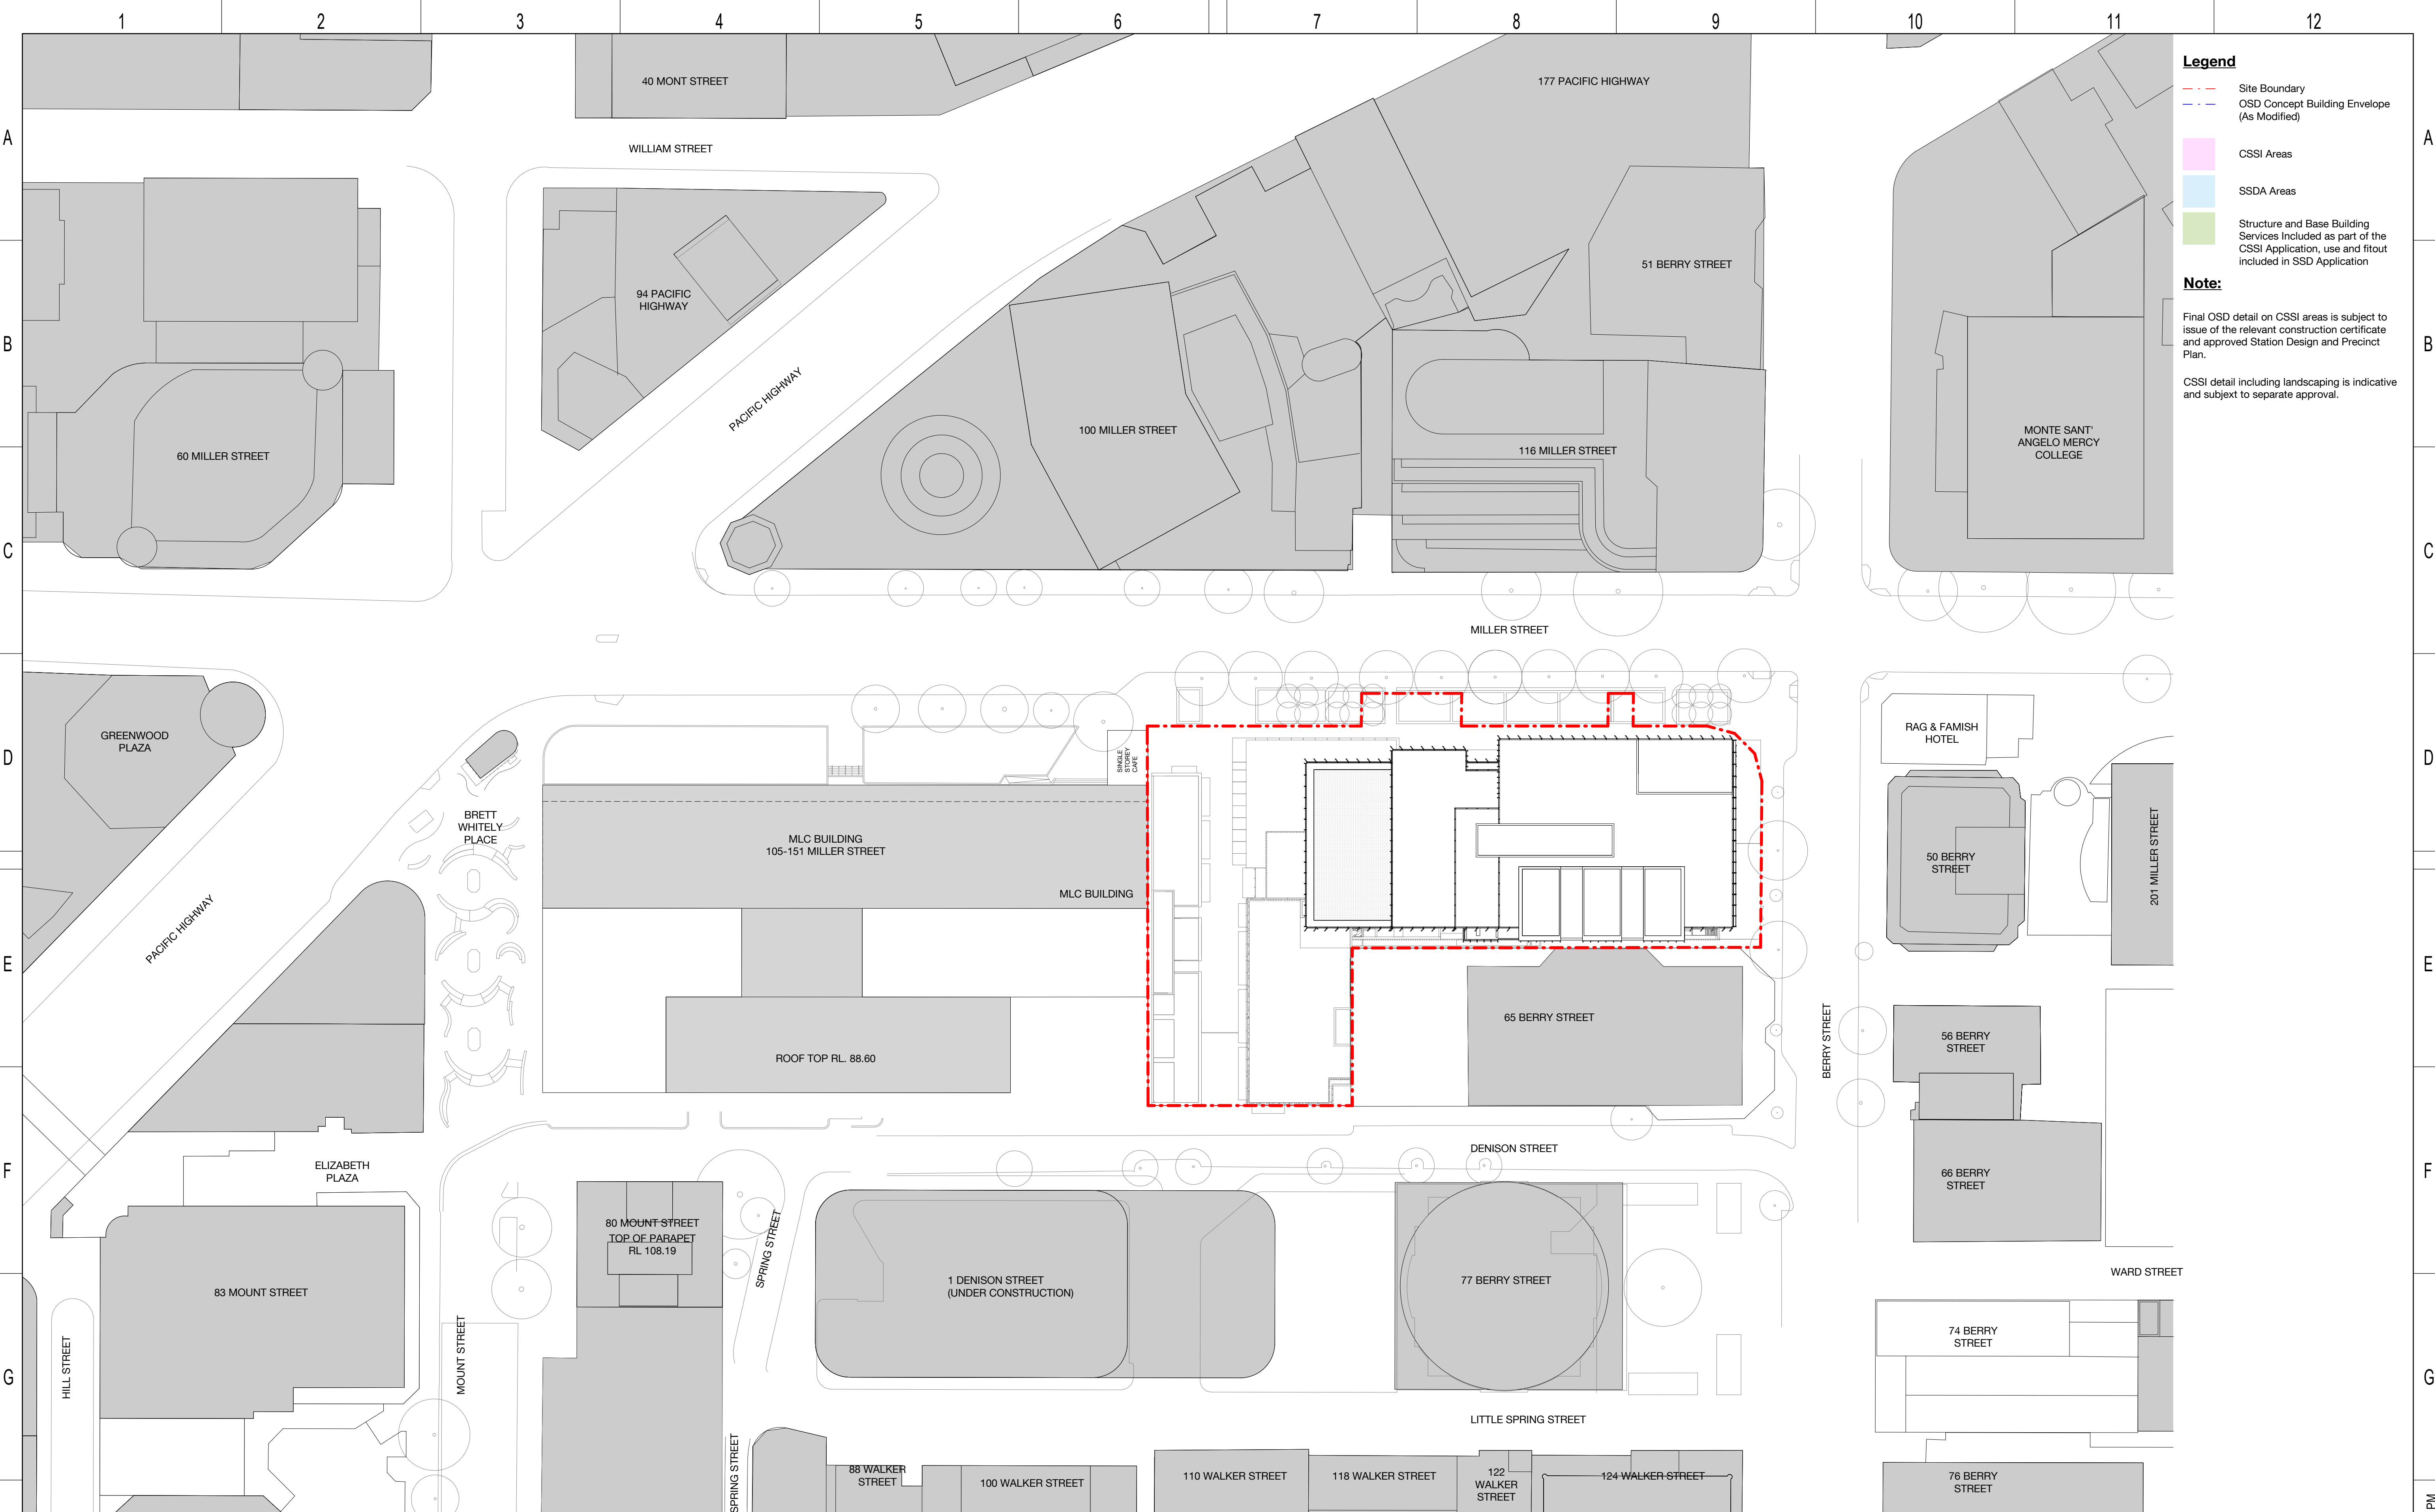 1 2 3 4 5 6 7 8 9 10 11 12
A
B
C
D
E
F
G
A
B
C
D
E
F
G
40 MONT STREET
177 PACIFIC HIGHWAY
WILLIAM STREET
94 PACIFIC
HIGHWAY
51 BERRY STREET
PACIFIC HIGHWAY
60 MILLER STREET
100 MILLER STREET
116 MILLER STREET
MONTE SANT'
ANGELO MERCY
COLLEGE
MILLER STREET
GREENWOOD
PLAZA
RAG & FAMISH
HOTEL
SINGLE
STOREY
CAFE
BRETT
WHITELY
PLACE
MLC BUILDING
105-151 MILLER STREET
MLC BUILDING
50 BERRY
STREET
201 MILLER STREET
PACIFIC HIGHWAY
65 BERRY STREET
BERRY STREET
56 BERRY
STREET
ROOF TOP RL. 88.60
DENISON STREET
ELIZABETH
PLAZA
66 BERRY
STREET
80 MOUNT STREET
TOP OF PARAPET
RL 108.19
SPRING STREET
83 MOUNT STREET
1 DENISON STREET
(UNDER CONSTRUCTION)
77 BERRY STREET
WARD STREET
HILL STREET
MOUNT STREET
74 BERRY
STREET
LITTLE SPRING STREET
SPRING STREET
88 WALKER
STREET
100 WALKER STREET
110 WALKER STREET
118 WALKER STREET
122
WALKER
STREET
124 WALKER STREET
76 BERRY
STREET
PM
Legend
Site Boundary
OSD Concept Building Envelope
(As Modified)
CSSI Areas
SSDA Areas
Structure and Base Building
Services Included as part of the
CSSI Application, use and fitout
included in SSD Application
Note:
Final OSD detail on CSSI areas is subject to
issue of the relevant construction certificate
and approved Station Design and Precinct
Plan.
CSSI detail including landscaping is indicative
and subjext to separate approval.